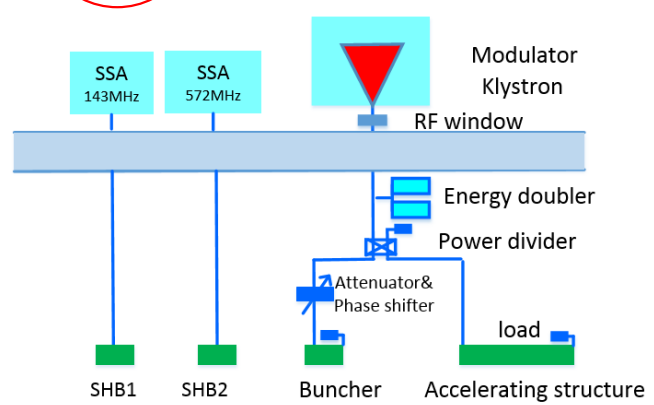 SSA
143MHz
SSA
572MHz
Modulator
Klystron
RF window
Energy doubler
Power divider
Attenuator&
Phase shifter
load
SHB1
SHB2
Buncher
Accelerating structure